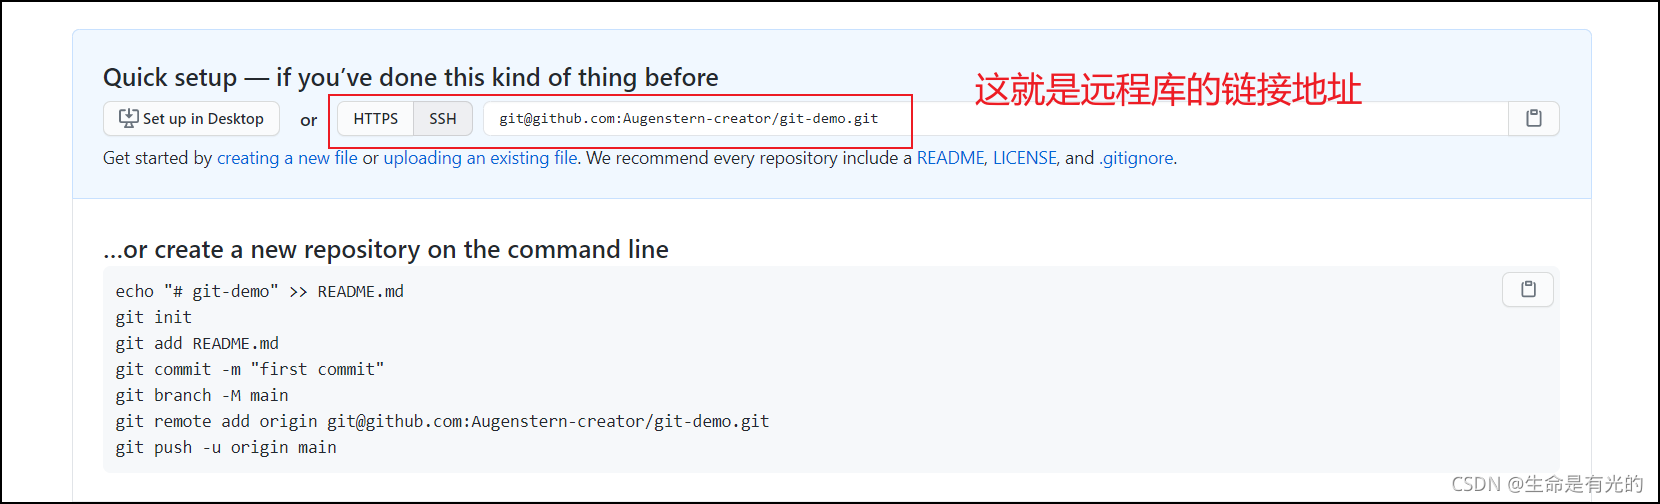 Quick setup — if you’ve done this kind of thing before
这就是远程库的链接地址
Set up in Desktop or HTTPS SSH git@github.com:Augenstern-creator/git-demo.git
Get started by creating a new file or uploading an existing file. We recommend every repository include a README, LICENSE, and .gitignore.
…or create a new repository on the command line
echo "# git-demo" >> README.md
git init
git add README.md
git commit -m "first commit"
git branch -M main
git remote add origin git@github.com:Augenstern-creator/git-demo.git
git push -u origin main
CSDN @生命是有光的